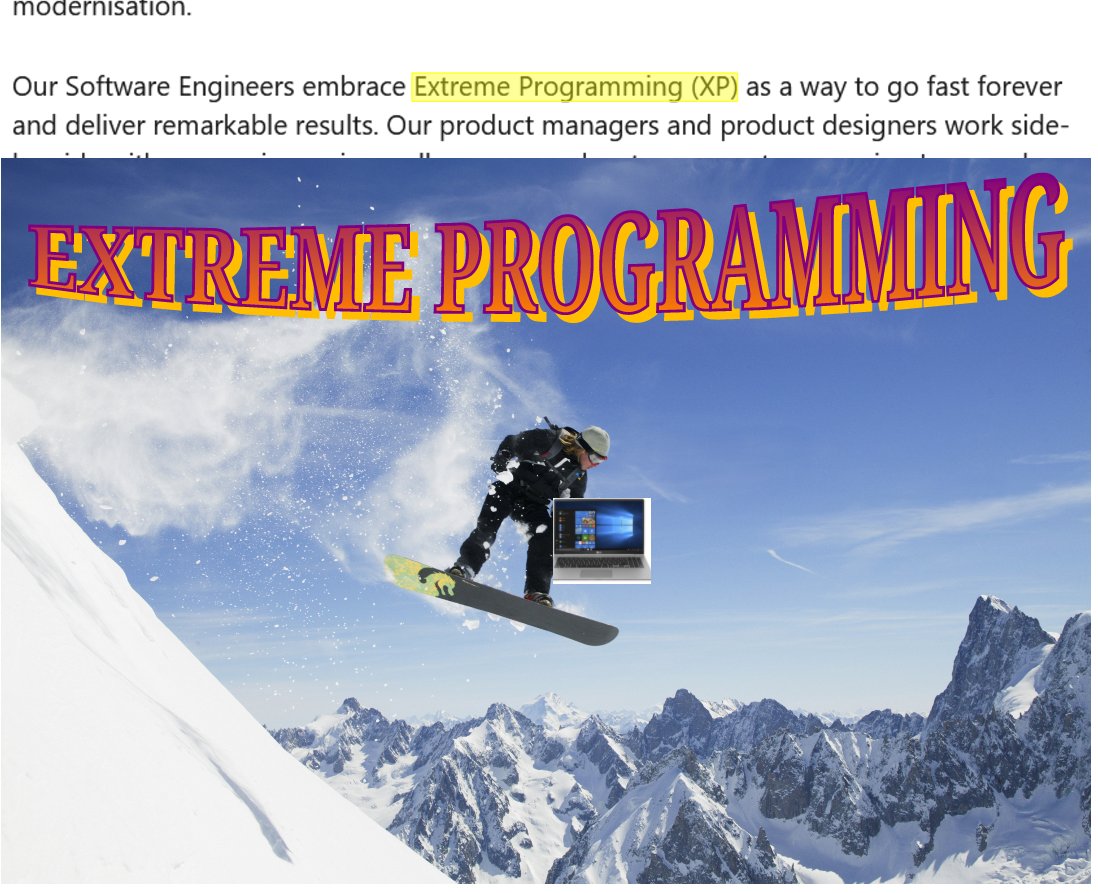 modernisation.
Our Software Engineers embrace Extreme Programming (XP) as a way to go fast forever
and deliver remarkable results. Our product managers and product designers work side-
EXTREME PROGRAMMING